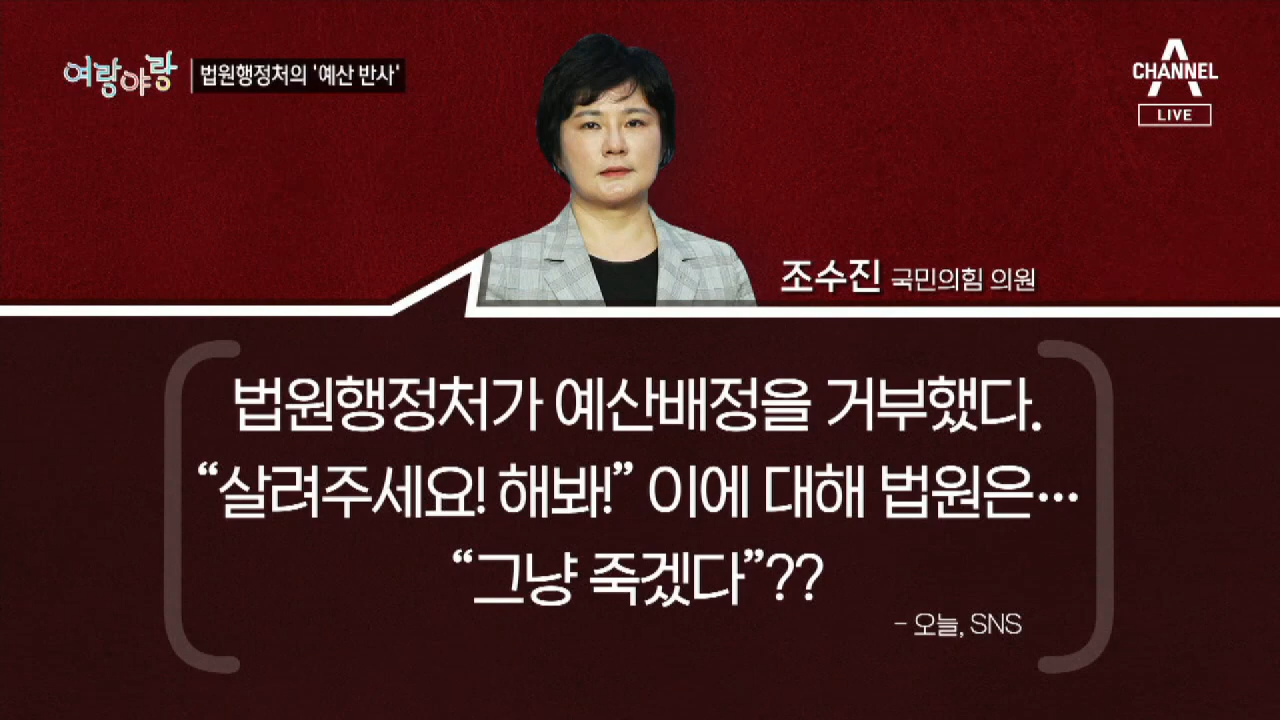 여랑야랑
법원행정처의 '예산 반사'
CHANNEL A
LIVE
조수진 국민의힘 의원
법원행정처가 예산배정을 거부했다.
“살려주세요! 해봐!” 이에 대해 법원은…
“그냥 죽겠다”??
- 오늘, SNS